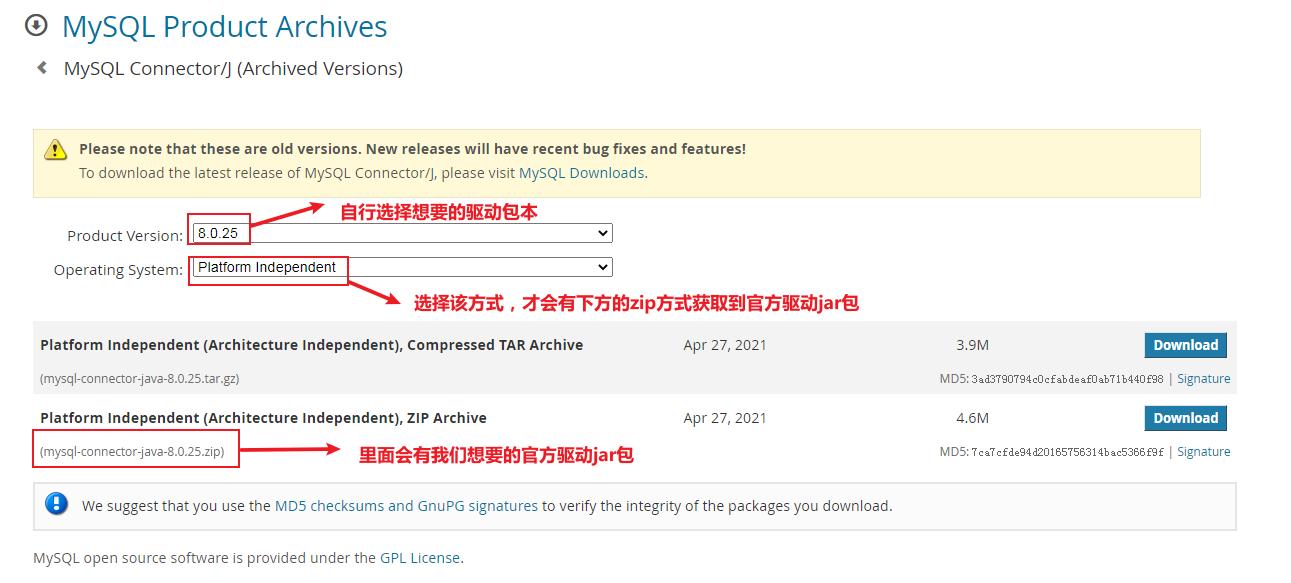 MySQL Product Archives
MySQL Connector/J (Archived Versions)
Please note that these are old versions. New releases will have recent bug fixes and features!
To download the latest release of MySQL Connector/J, please visit MySQL Downloads.
自行选择想要的驱动包本
Product Version: 8.0.25
Operating System: Platform Independent
选择该方式，才会有下方的zip方式获取到官方驱动jar包
Platform Independent (Architecture Independent), Compressed TAR Archive Apr 27, 2021 3.9M Download
(mysql-connector-java-8.0.25.tar.gz) MD5: 3ad3790794c0cfabdeaf0ab71b440f98 | Signature
Platform Independent (Architecture Independent), ZIP Archive Apr 27, 2021 4.6M Download
(mysql-connector-java-8.0.25.zip) MD5: 7ca7cfde94d20165756314bac5366f9f | Signature
里面会有我们想要的官方驱动jar包
We suggest that you use the MD5 checksums and GnuPG signatures to verify the integrity of the packages you download.
MySQL open source software is provided under the GPL License.